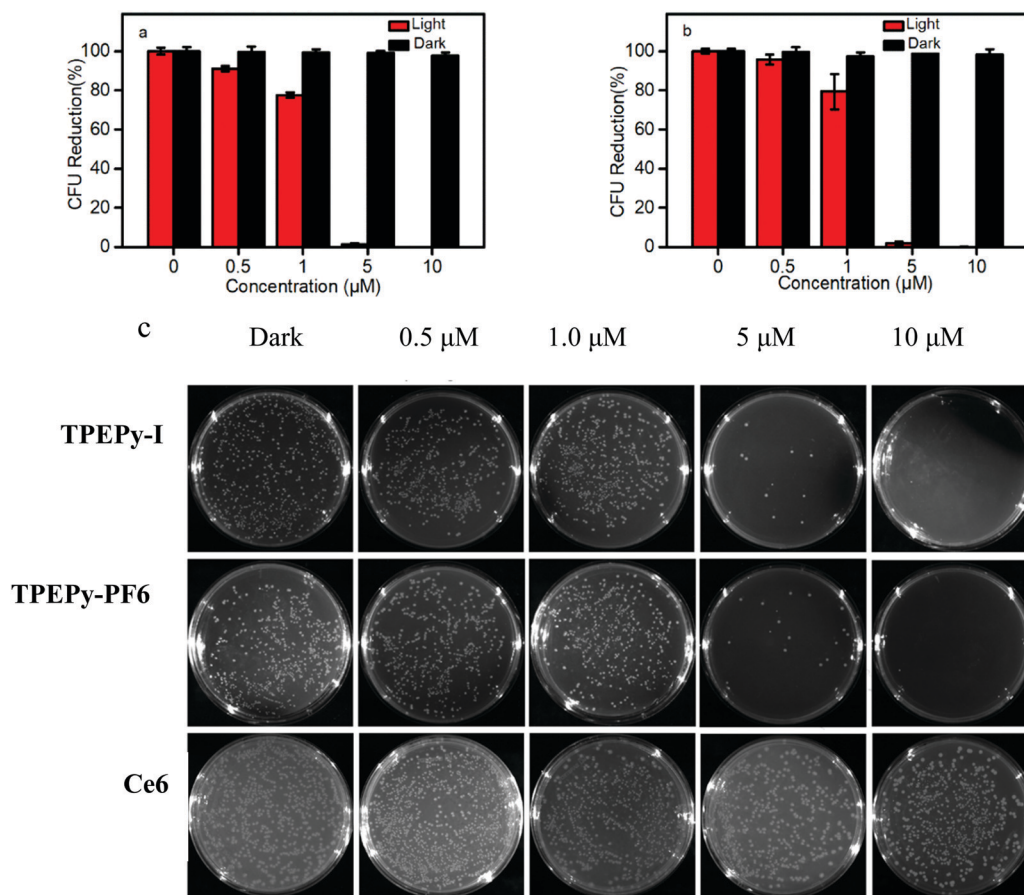 a
Light
Dark
CFU Reduction(%)
100
80
60
40
20
0
0 0.5 1 5 10
Concentration (μM)
b
Light
Dark
CFU Reduction(%)
100
80
60
40
20
0
0 0.5 1 5 10
Concentration (μM)
c
Dark 0.5 μM 1.0 μM 5 μM 10 μM
TPEPy-I
TPEPy-PF6
Ce6